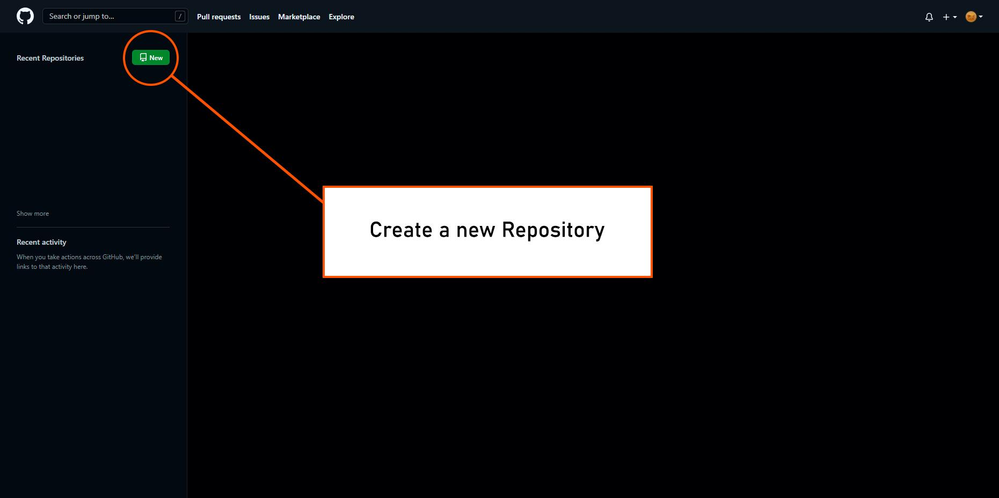 Search or jump to... /
Pull requests Issues Marketplace Explore
Recent Repositories
New
Create a new Repository
Show more
Recent activity
When you take actions across GitHub, we'll provide
links to that activity here.